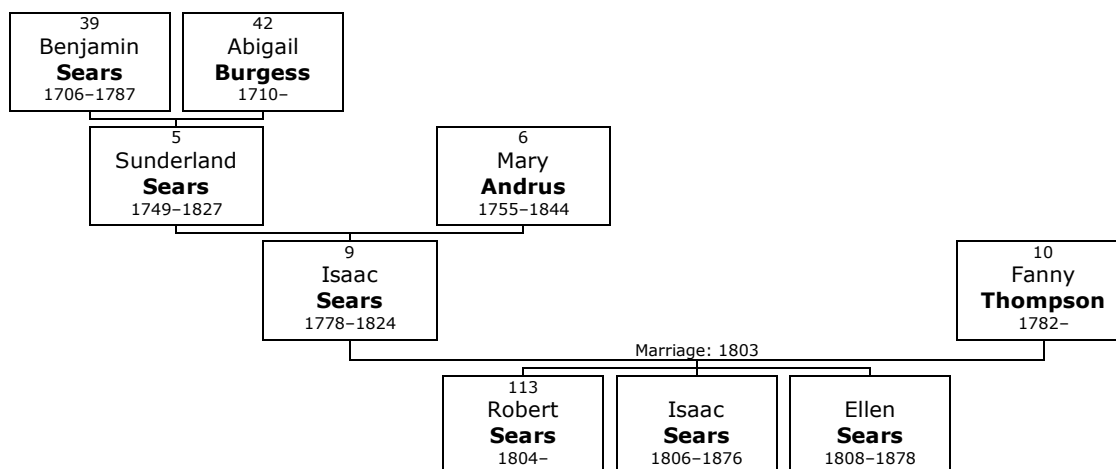 39
Benjamin
Sears
1706–1787
42
Abigail
Burgess
1710–
5
Sunderland
Sears
1749–1827
6
Mary
Andrus
1755–1844
9
Isaac
Sears
1778–1824
10
Fanny
Thompson
1782–
Marriage: 1803
113
Robert
Sears
1804–
Isaac
Sears
1806–1876
Ellen
Sears
1808–1878